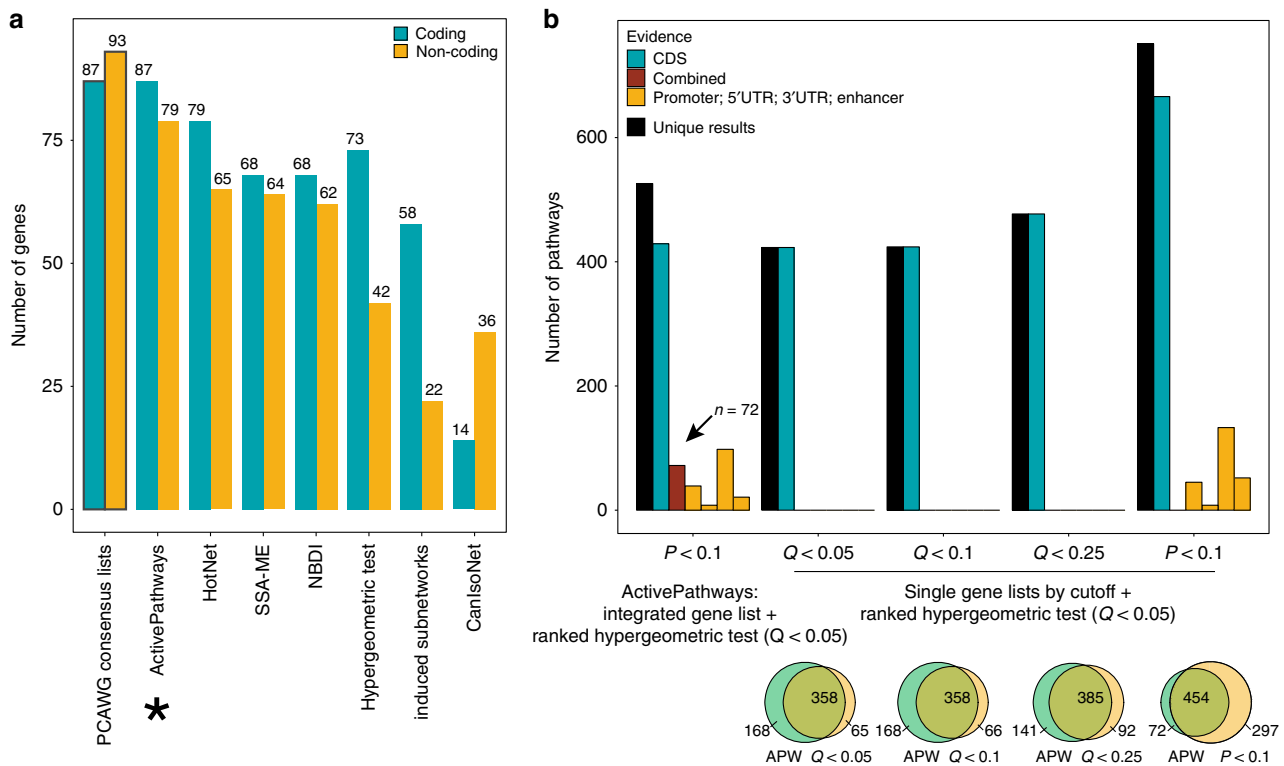 a
Number of genes
75
50
25
0
Coding
Non-coding
87
93
87
79
79
65
68
64
68
62
73
42
58
22
14
36
PCAWG consensus lists
ActivePathways
HotNet
SSA-ME
NBDI
Hypergeometric test
induced subnetworks
CanIsoNet
*
b
Number of pathways
600
400
200
0
Evidence
CDS
Combined
Promoter; 5′UTR; 3′UTR; enhancer
Unique results
n = 72
P < 0.1
Q < 0.05
Q < 0.1
Q < 0.25
P < 0.1
ActivePathways:
integrated gene list +
ranked hypergeometric test (Q < 0.05)
Single gene lists by cutoff +
ranked hypergeometric test (Q < 0.05)
358
168
65
APW Q < 0.05
358
168
66
APW Q < 0.1
385
141
92
APW Q < 0.25
454
72
297
APW P < 0.1